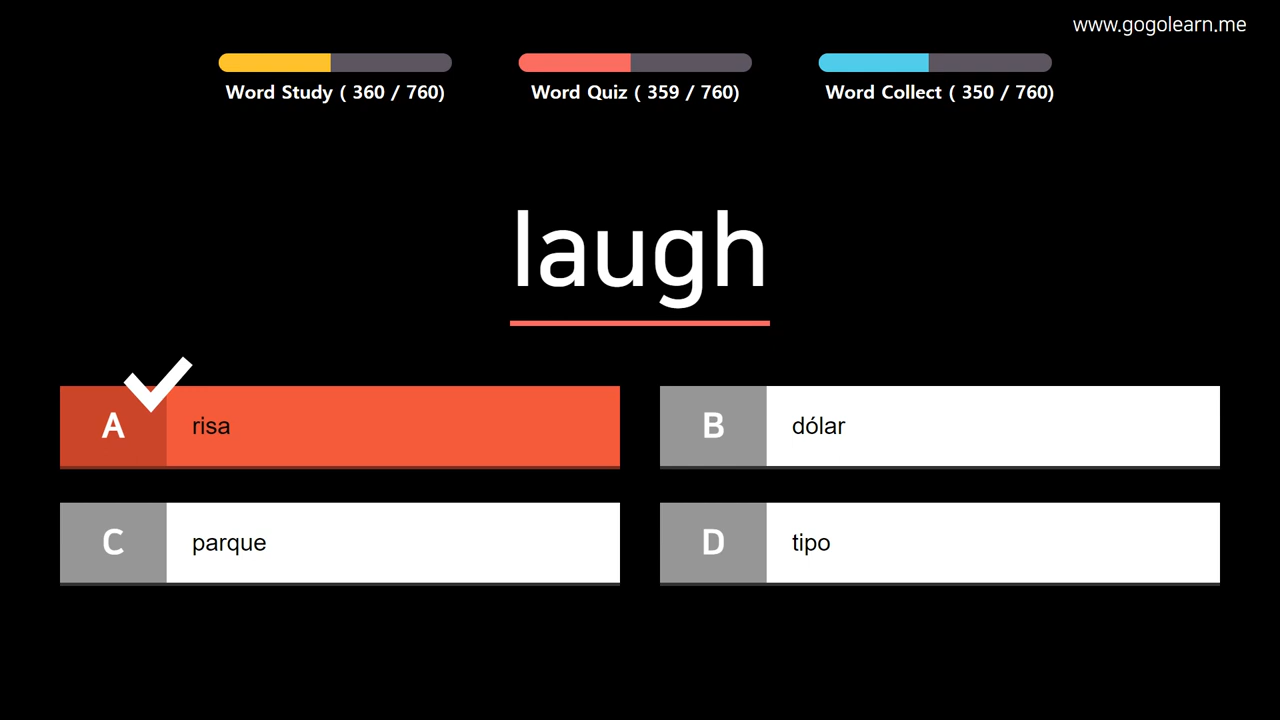 www.gogolearn.me
Word Study ( 360 / 760)
Word Quiz ( 359 / 760)
Word Collect ( 350 / 760)
laugh
A risa
B dólar
C parque
D tipo